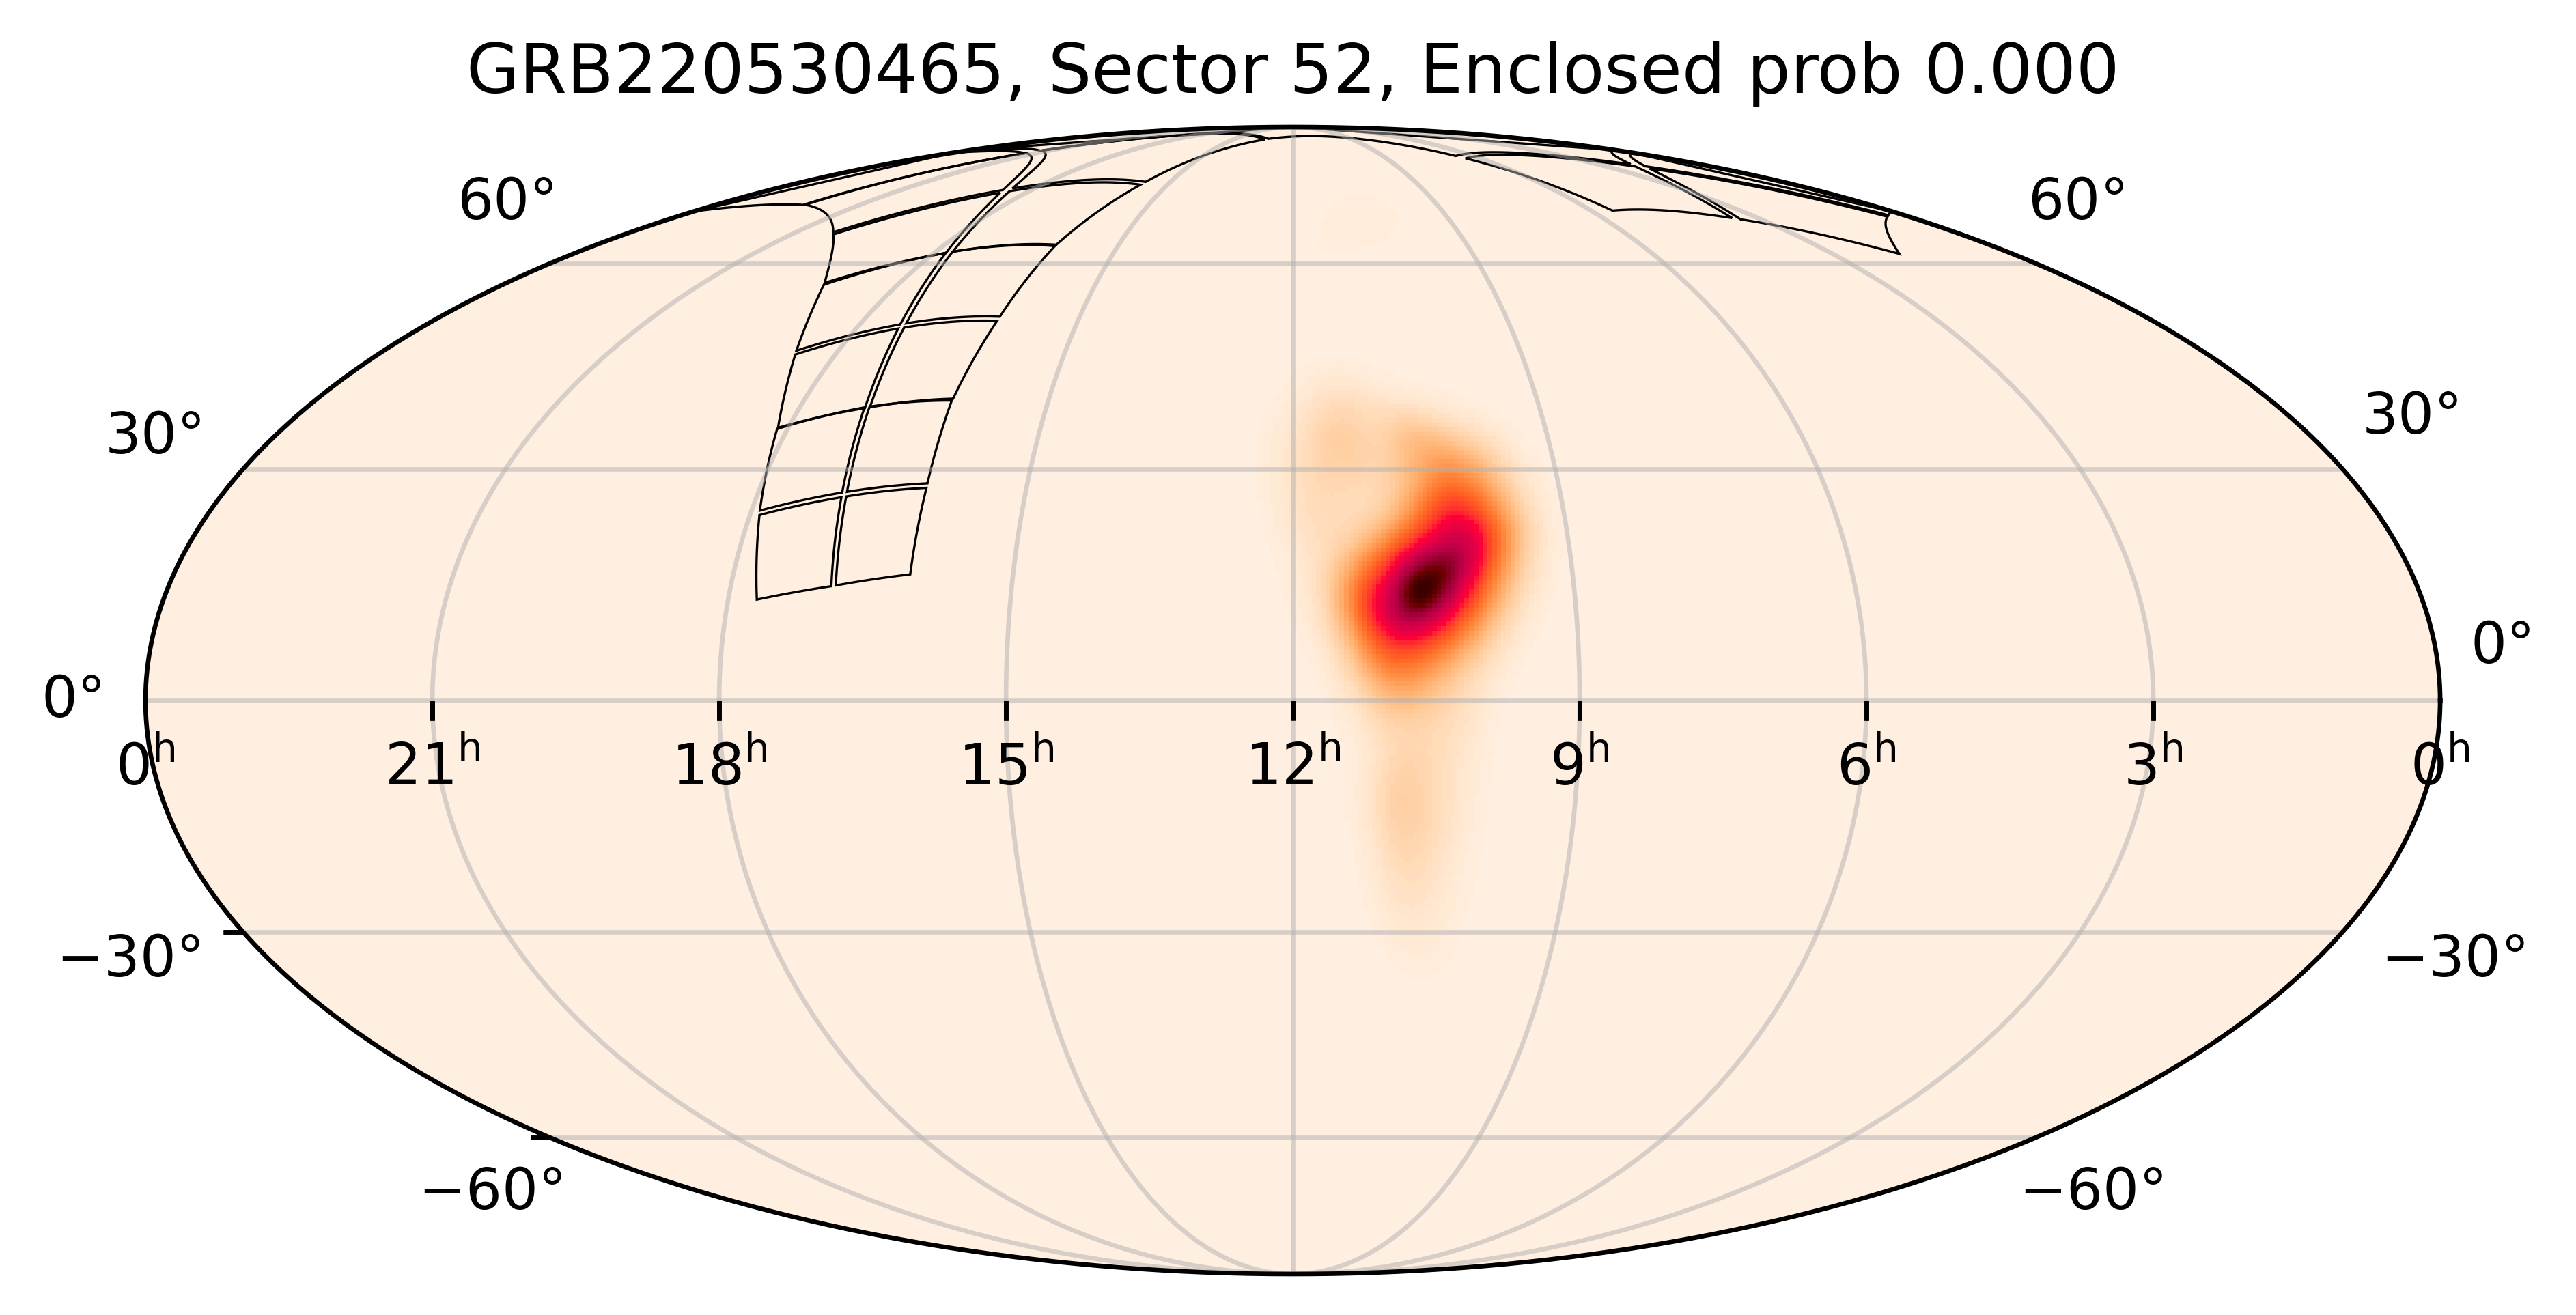 GRB220530465, Sector 52, Enclosed prob 0.000
60° 60°
30° 30°
0° 0°
0ʰ 21ʰ 18ʰ 15ʰ 12ʰ 9ʰ 6ʰ 3ʰ 0ʰ
−30° −30°
−60° −60°